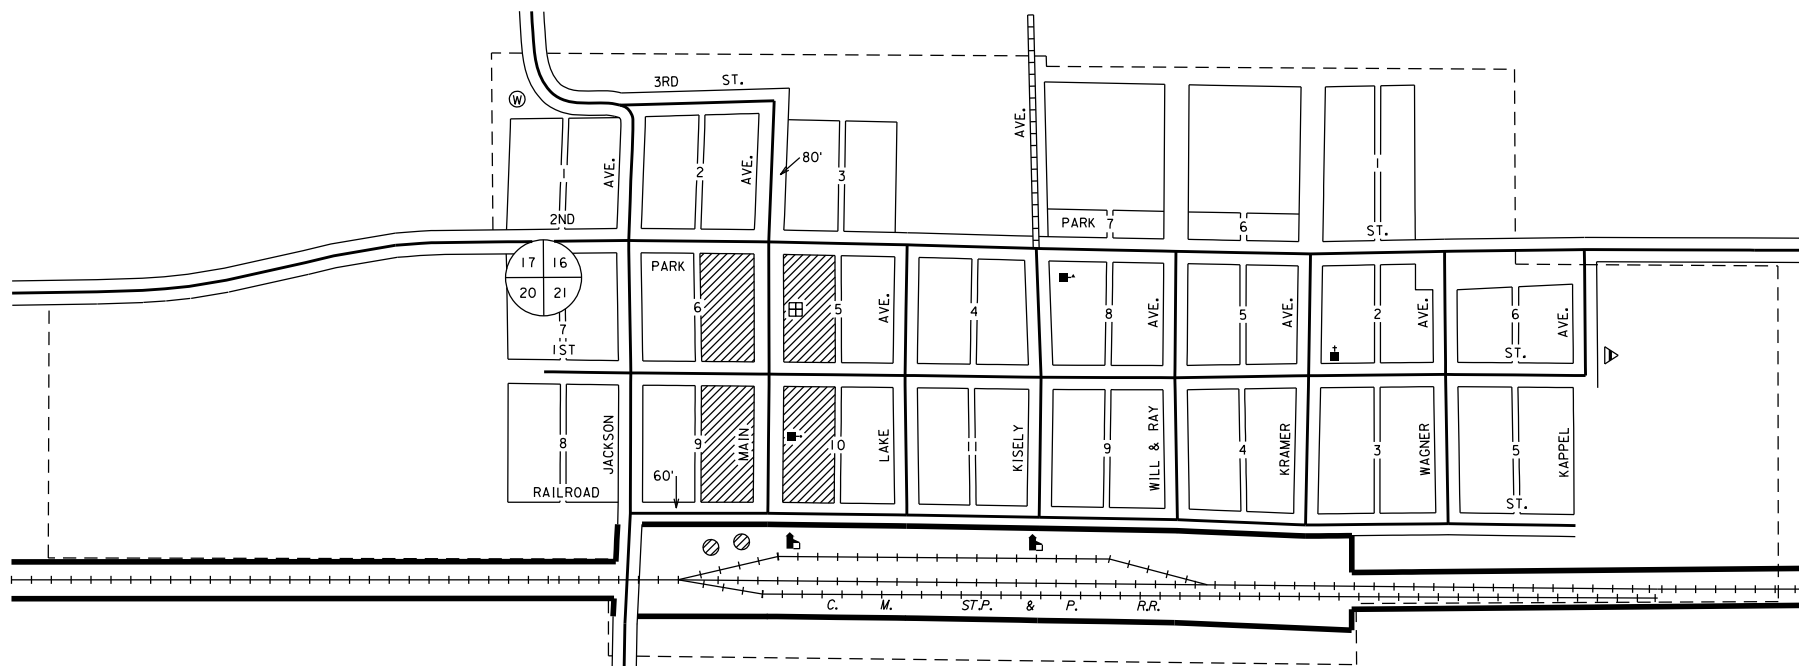 3RD ST.
W
AVE.
AVE.
AVE.
80'
1
2
3
1
2ND
PARK 7
6
ST.
17 16
20 21
PARK
6
5
AVE.
4
8
AVE.
5
AVE.
2
AVE.
6
AVE.
7
1ST
ST.
8
JACKSON
9
MAIN
10
LAKE
11
KISELY
9
WILL & RAY
4
KRAMER
3
WAGNER
5
KAPPEL
60'
RAILROAD
ST.
C. M. ST.P. & P. R.R.